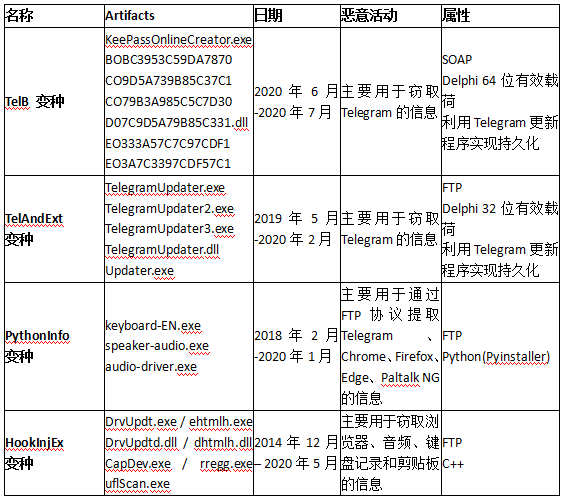 名称
Artifacts
日期
恶意活动
属性
TelB 变种
KeePassOnlineCreator.exe
BOBC3953C59DA7870
CO9D5A739B85C37C1
CO79B3A985C5C7D30
D07C9D5A79B85C331.dll
EO333A57C7C97CDF1
EO3A7C3397CDF57C1
2020 年 6 月
-2020 年 7 月
主要用于窃取
Telegram 的信息
SOAP
Delphi 64 位有效载
荷
利用 Telegram 更新
程序实现持久化
TelAndExt
变种
TelegramUpdater.exe
TelegramUpdater2.exe
TelegramUpdater3.exe
TelegramUpdater.dll
Updater.exe
2019 年 5 月
-2020 年 2 月
主要用于窃取
Telegram 的信息
FTP
Delphi 32 位有效载
荷
利用 Telegram 更新
程序实现持久化
PythonInfo
变种
keyboard-EN.exe
speaker-audio.exe
audio-driver.exe
2018 年 2 月
-2020 年 1 月
主要用于通过
FTP 协议提取
Telegram 、
Chrome、Firefox、
Edge、Paltalk NG
的信息
FTP
Python(Pyinstaller)
HookInjEx
变种
DrvUpdt.exe / ehtmlh.exe
DrvUpdtd.dll / dhtmlh.dll
CapDev.exe / rregg.exe
uflScan.exe
2014 年 12 月
– 2020 年 5 月
主要用于窃取浏
览器、音频、键
盘记录和剪贴板
的信息
FTP
C++